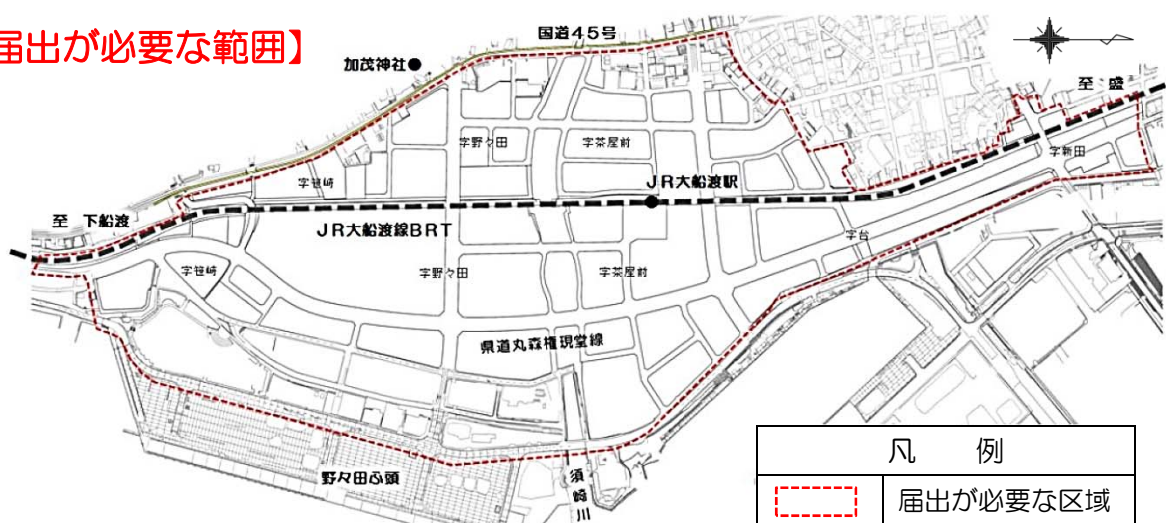 届出が必要な範囲】
国道45号
加茂神社
至 盛
字野々田
字茶屋前
字新田
字笹崎
JR大船渡駅
至 下船渡
JR大船渡線BRT
字台
字笹崎
字野々田
字茶屋前
県道丸森権現堂線
野々田ふ頭
須崎川
凡 例
届出が必要な区域